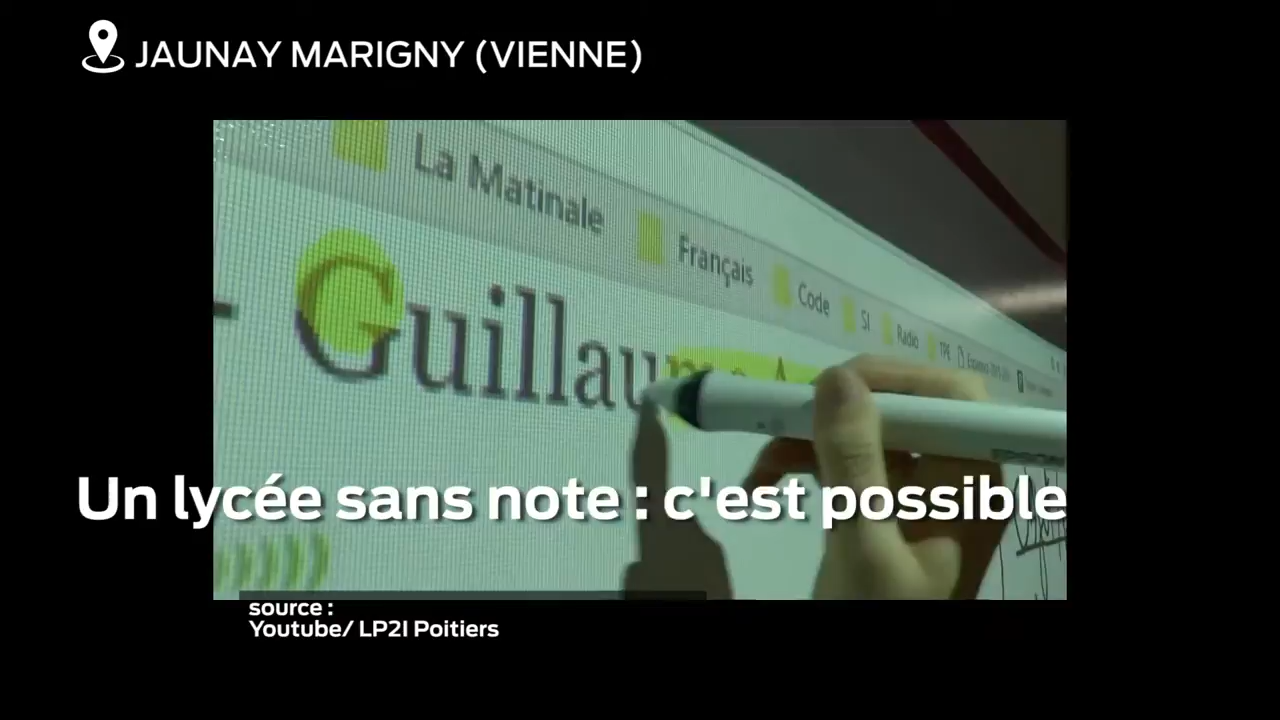 JAUNAY MARIGNY (VIENNE)
La Matinale
Français
Code
SI
Radio
TPE
- Guillau
Un lycée sans note : c'est possible
source :
Youtube/ LP2I Poitiers